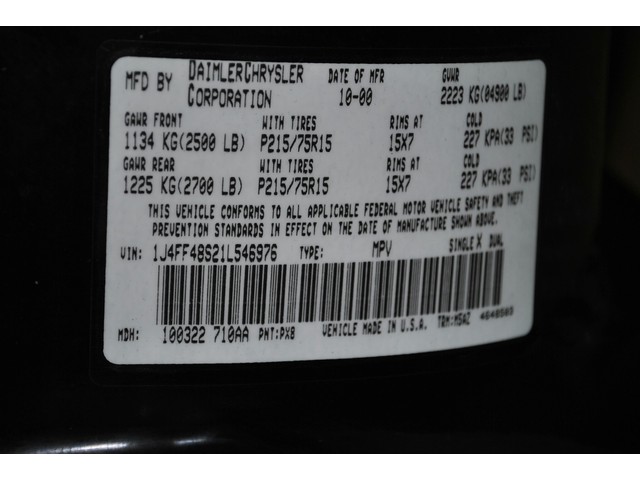 MFD BY DAIMLERCHRYSLER CORPORATION DATE OF MFR 10-00 GVWR 2223 KG(04900 LB)
GAWR FRONT WITH TIRES RIMS AT COLD
1134 KG(2500 LB) P215/75R15 15X7 227 KPA(33 PSI)
GAWR REAR WITH TIRES RIMS AT COLD
1225 KG(2700 LB) P215/75R15 15X7 227 KPA(33 PSI)
THIS VEHICLE CONFORMS TO ALL APPLICABLE FEDERAL MOTOR VEHICLE SAFETY AND THEFT
PREVENTION STANDARDS IN EFFECT ON THE DATE OF MANUFACTURE SHOWN ABOVE.
VIN: 1J4FF48S21L546976 TYPE: MPV SINGLE X DUAL
MDH: 100322 710AA PNT:PX8 VEHICLE MADE IN U.S.A. TRM:M5AZ